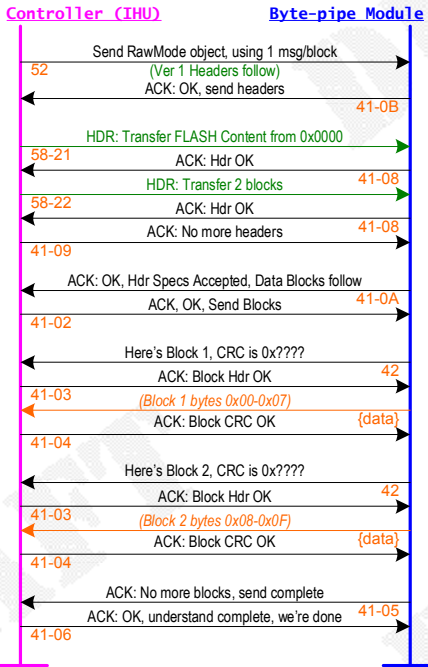 Controller (IHU) Byte-pipe Module
Send RawMode object, using 1 msg/block
52
(Ver 1 Headers follow)
ACK: OK, send headers
41-0B
HDR: Transfer FLASH Content from 0x0000
58-21
ACK: Hdr OK
41-08
HDR: Transfer 2 blocks
58-22
ACK: Hdr OK
41-08
ACK: No more headers
41-09
ACK: OK, Hdr Specs Accepted, Data Blocks follow
41-0A
ACK, OK, Send Blocks
41-02
Here's Block 1, CRC is 0x????
42
ACK: Block Hdr OK
41-03
(Block 1 bytes 0x00-0x07)
{data}
ACK: Block CRC OK
41-04
Here's Block 2, CRC is 0x????
42
ACK: Block Hdr OK
41-03
(Block 2 bytes 0x08-0x0F)
{data}
ACK: Block CRC OK
41-04
ACK: No more blocks, send complete
41-05
ACK: OK, understand complete, we're done
41-06